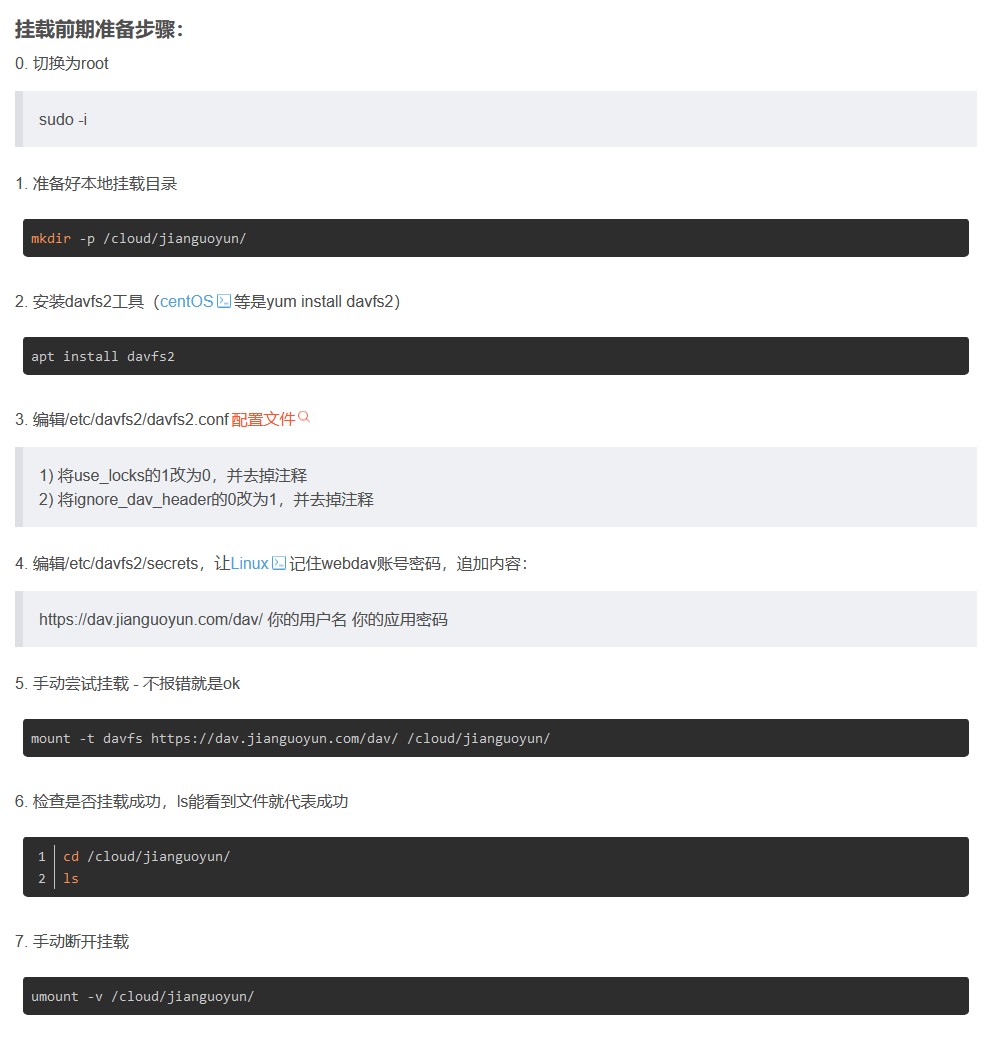 挂载前期准备步骤：
0. 切换为root
sudo -i
1. 准备好本地挂载目录
mkdir -p /cloud/jianguoyun/
2. 安装davfs2工具（centOS等是yum install davfs2）
apt install davfs2
3. 编辑/etc/davfs2/davfs2.conf配置文件
1) 将use_locks的1改为0，并去掉注释
2) 将ignore_dav_header的0改为1，并去掉注释
4. 编辑/etc/davfs2/secrets，让Linux记住webdav账号密码，追加内容：
https://dav.jianguoyun.com/dav/ 你的用户名 你的应用密码
5. 手动尝试挂载 - 不报错就是ok
mount -t davfs https://dav.jianguoyun.com/dav/ /cloud/jianguoyun/
6. 检查是否挂载成功，ls能看到文件就代表成功
1 cd /cloud/jianguoyun/
2 ls
7. 手动断开挂载
umount -v /cloud/jianguoyun/